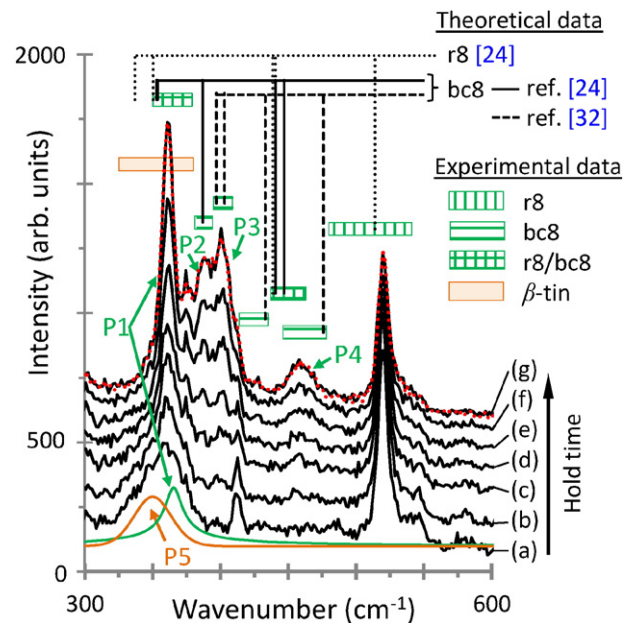 Theoretical data
2000
r8 [24]
bc8 ref. [24]
ref. [32]
Experimental data
r8
bc8
r8/bc8
β-tin
P2
P3
P1
P4
(g)
(f)
(e)
(d)
(c)
(b)
(a)
Hold time
Intensity (arb. units)
500
P5
0
300
Wavenumber (cm⁻¹)
600